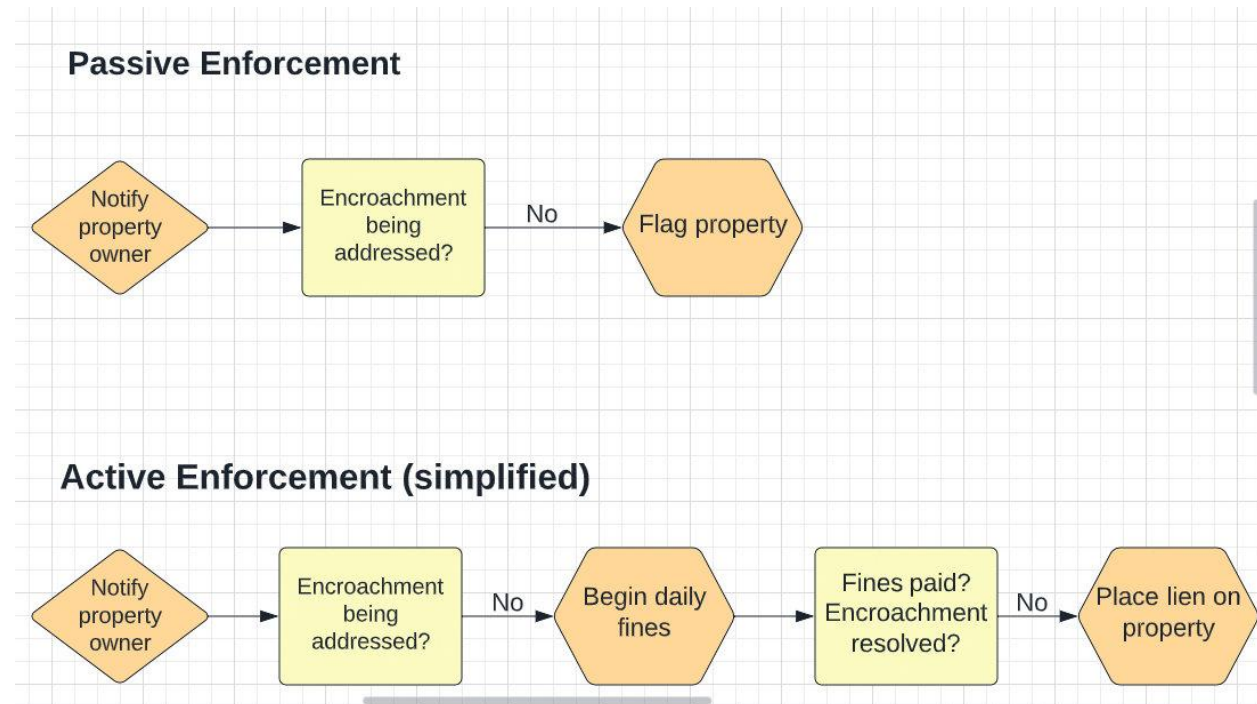 Passive Enforcement
Notify
property
owner
Encroachment
being
addressed?
No
Flag property
Active Enforcement (simplified)
Notify
property
owner
Encroachment
being
addressed?
No
Begin daily
fines
Fines paid?
Encroachment
resolved?
No
Place lien on
property